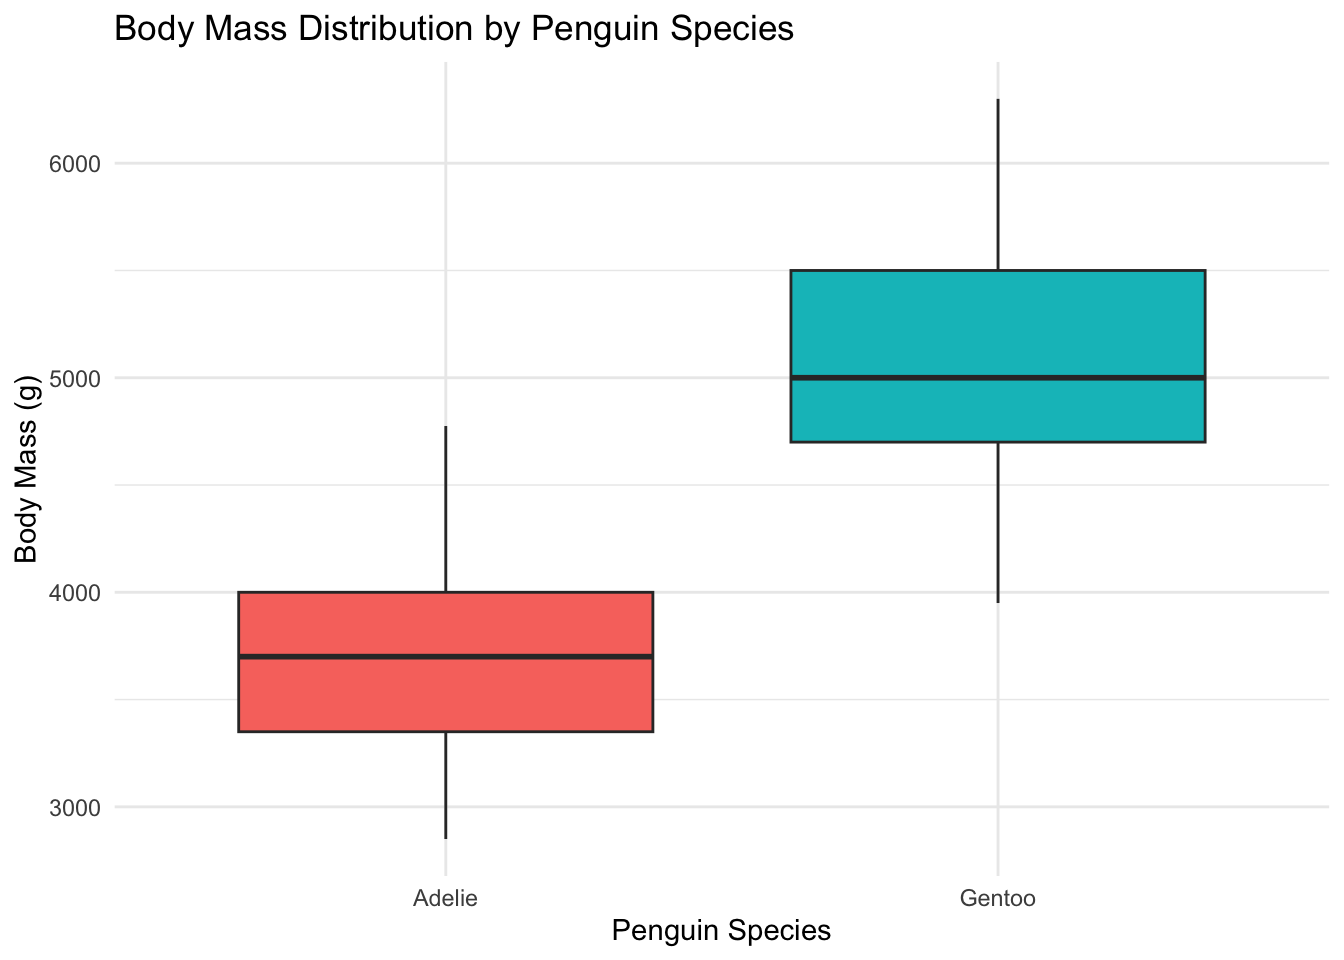 Body Mass Distribution by Penguin Species
Body Mass (g)
6000
5000
4000
3000
Adelie
Gentoo
Penguin Species